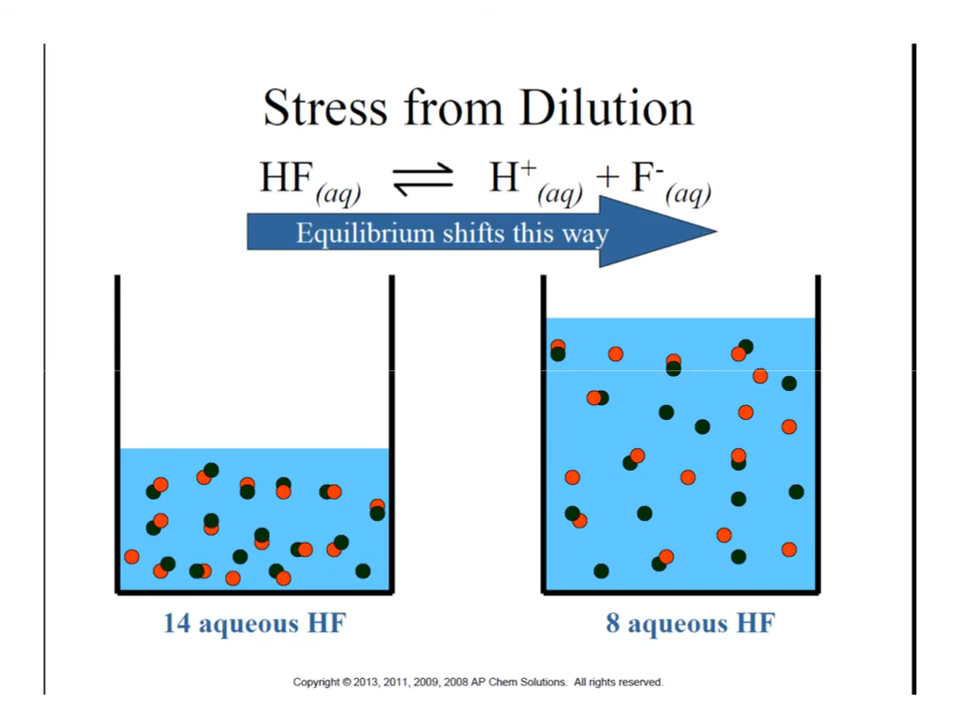 Stress from Dilution
HF(aq) ⇌ H+(aq) + F-(aq)
Equilibrium shifts this way
14 aqueous HF
8 aqueous HF
Copyright © 2013, 2011, 2009, 2008 AP Chem Solutions. All rights reserved.